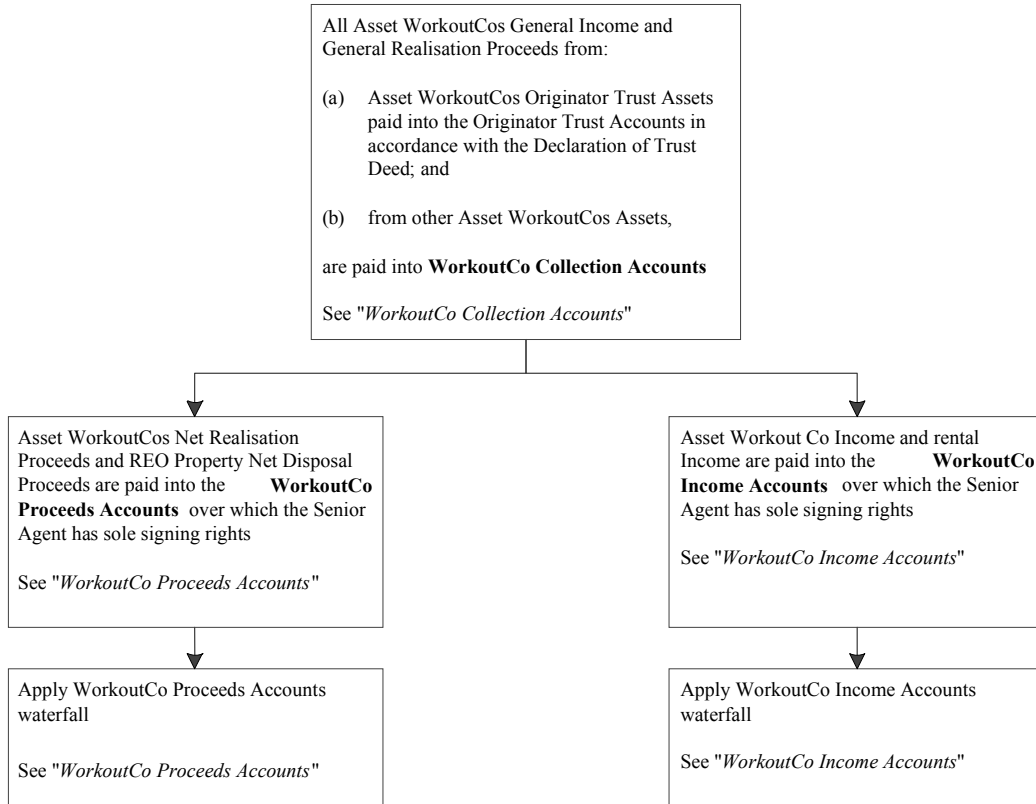 All Asset WorkoutCos General Income and
General Realisation Proceeds from:
(a) Asset WorkoutCos Originator Trust Assets
paid into the Originator Trust Accounts in
accordance with the Declaration of Trust
Deed; and
(b) from other Asset WorkoutCos Assets,
are paid into WorkoutCo Collection Accounts
See "WorkoutCo Collection Accounts"
Asset WorkoutCos Net Realisation
Proceeds and REO Property Net Disposal
Proceeds are paid into the WorkoutCo
Proceeds Accounts over which the Senior
Agent has sole signing rights
See "WorkoutCo Proceeds Accounts"
Asset Workout Co Income and rental
Income are paid into the WorkoutCo
Income Accounts over which the Senior
Agent has sole signing rights
See "WorkoutCo Income Accounts"
Apply WorkoutCo Proceeds Accounts
waterfall
See "WorkoutCo Proceeds Accounts"
Apply WorkoutCo Income Accounts
waterfall
See "WorkoutCo Income Accounts"